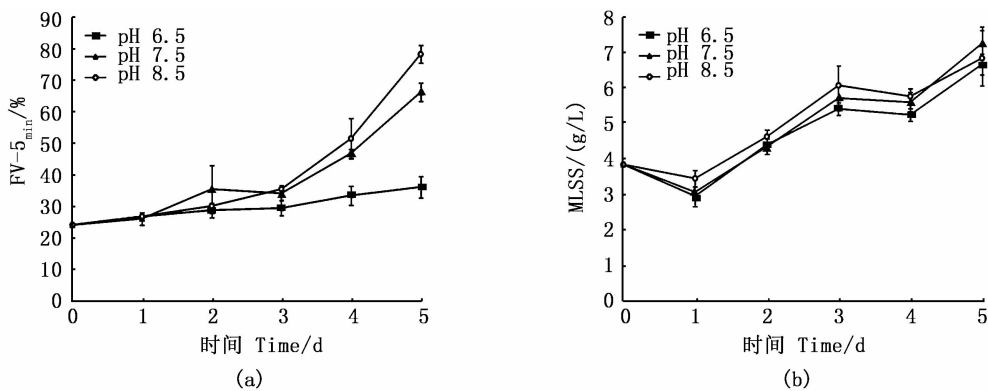 90
80
70
60
50
40
30
20
10
0
FV-5min/%
pH 6.5
pH 7.5
pH 8.5
0 1 2 3 4 5
时间 Time/d
(a)
8
7
6
5
4
3
2
1
0
MLSS/(g/L)
pH 6.5
pH 7.5
pH 8.5
0 1 2 3 4 5
时间 Time/d
(b)